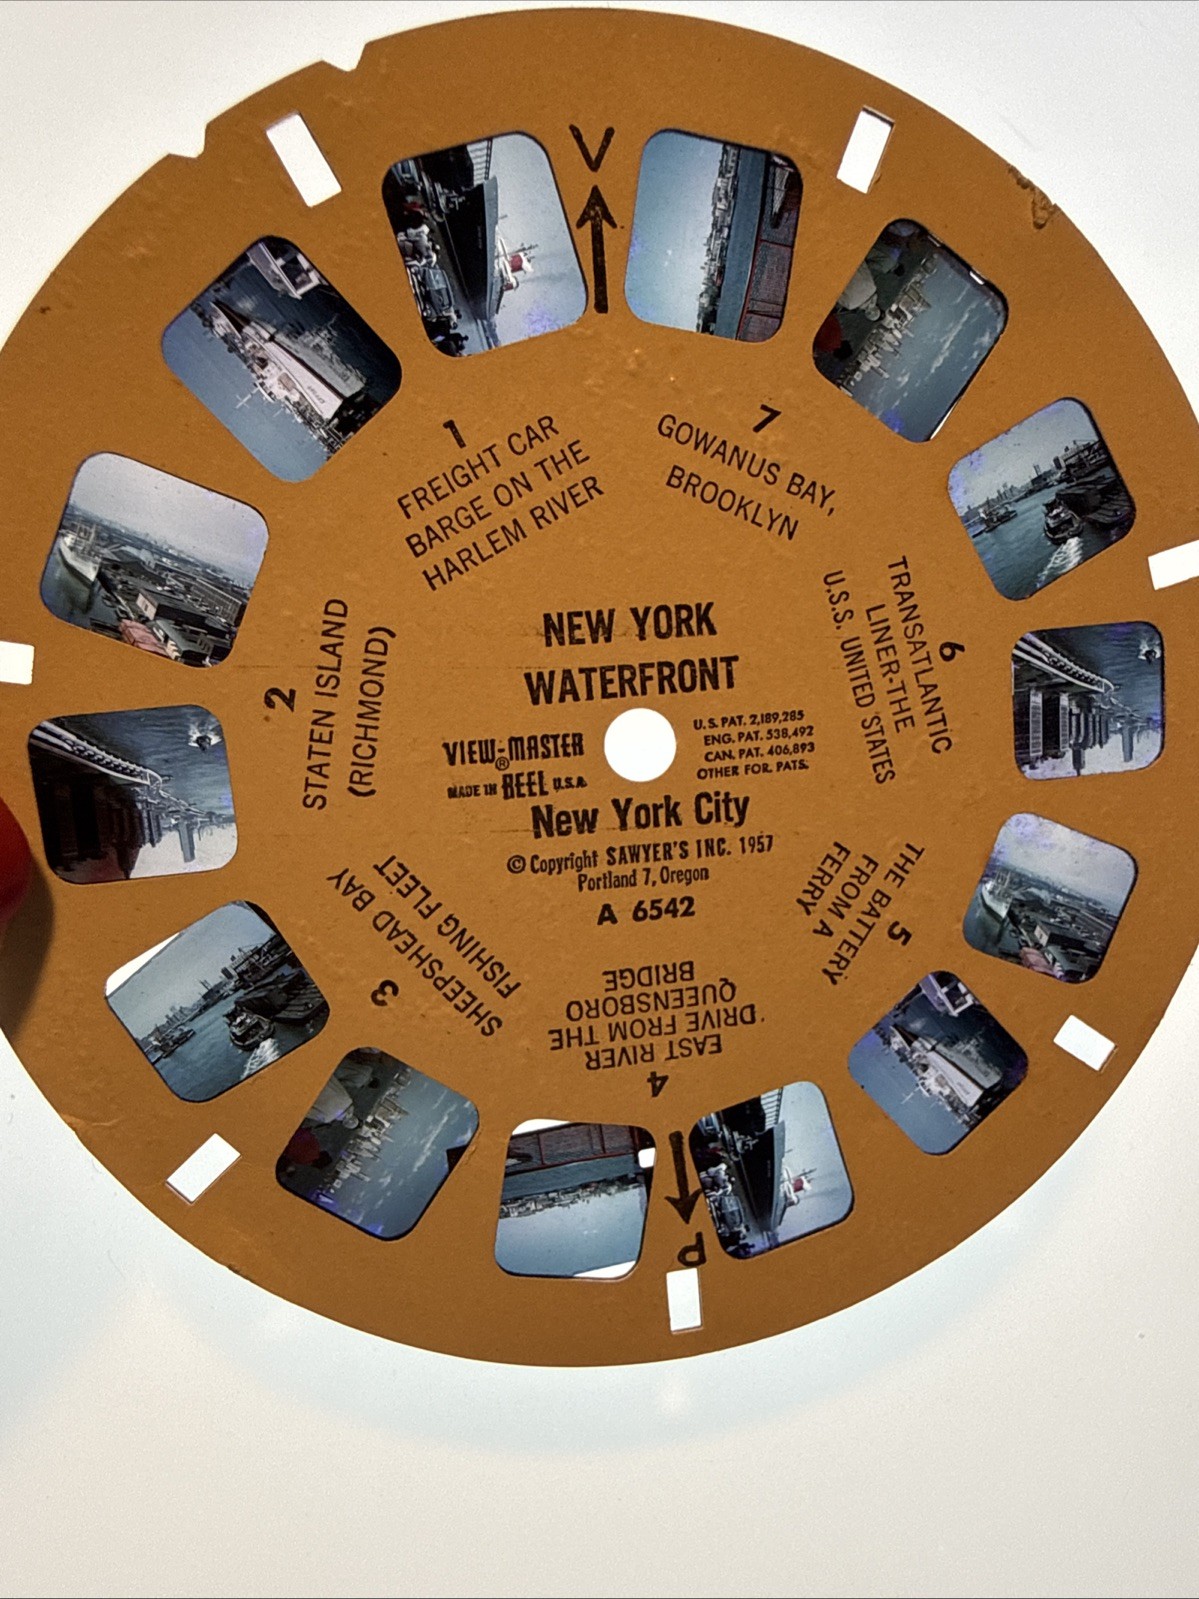 V
1
FREIGHT CAR
BARGE ON THE
HARLEM RIVER
7
GOWANUS BAY,
BROOKLYN
2
STATEN ISLAND
(RICHMOND)
6
TRANSATLANTIC
LINER-THE
U.S.S. UNITED STATES
NEW YORK
WATERFRONT
VIEW-MASTER
®
MADE IN REEL U.S.A.
U.S. PAT. 2,189,285
ENG. PAT. 538,492
CAN. PAT. 406,893
OTHER FOR. PATS.
New York City
© Copyright SAWYER'S INC. 1957
Portland 7, Oregon
A 6542
3
SHEEPSHEAD BAY
FISHING FLEET
5
THE BATTERY
FROM A
FERRY
4
EAST RIVER
DRIVE FROM THE
QUEENSBORO
BRIDGE
P